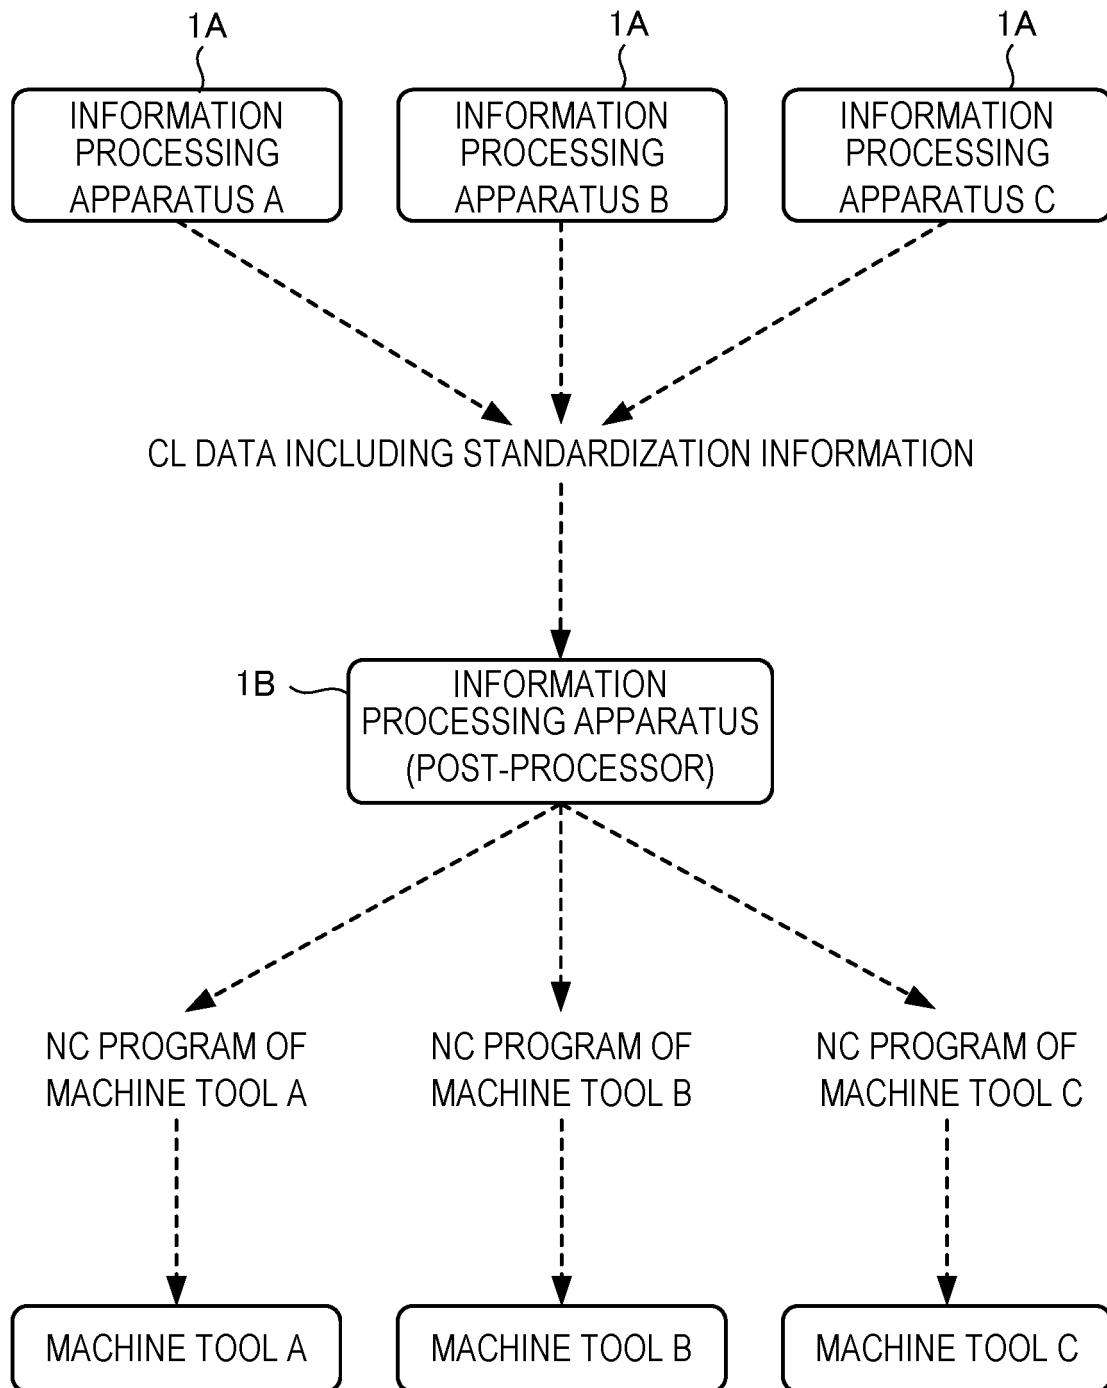 1A
1A
1A
INFORMATION
PROCESSING
APPARATUS A
INFORMATION
PROCESSING
APPARATUS B
INFORMATION
PROCESSING
APPARATUS C
CL DATA INCLUDING STANDARDIZATION INFORMATION
1B
INFORMATION
PROCESSING APPARATUS
(POST-PROCESSOR)
NC PROGRAM OF
MACHINE TOOL A
NC PROGRAM OF
MACHINE TOOL B
NC PROGRAM OF
MACHINE TOOL C
MACHINE TOOL A
MACHINE TOOL B
MACHINE TOOL C